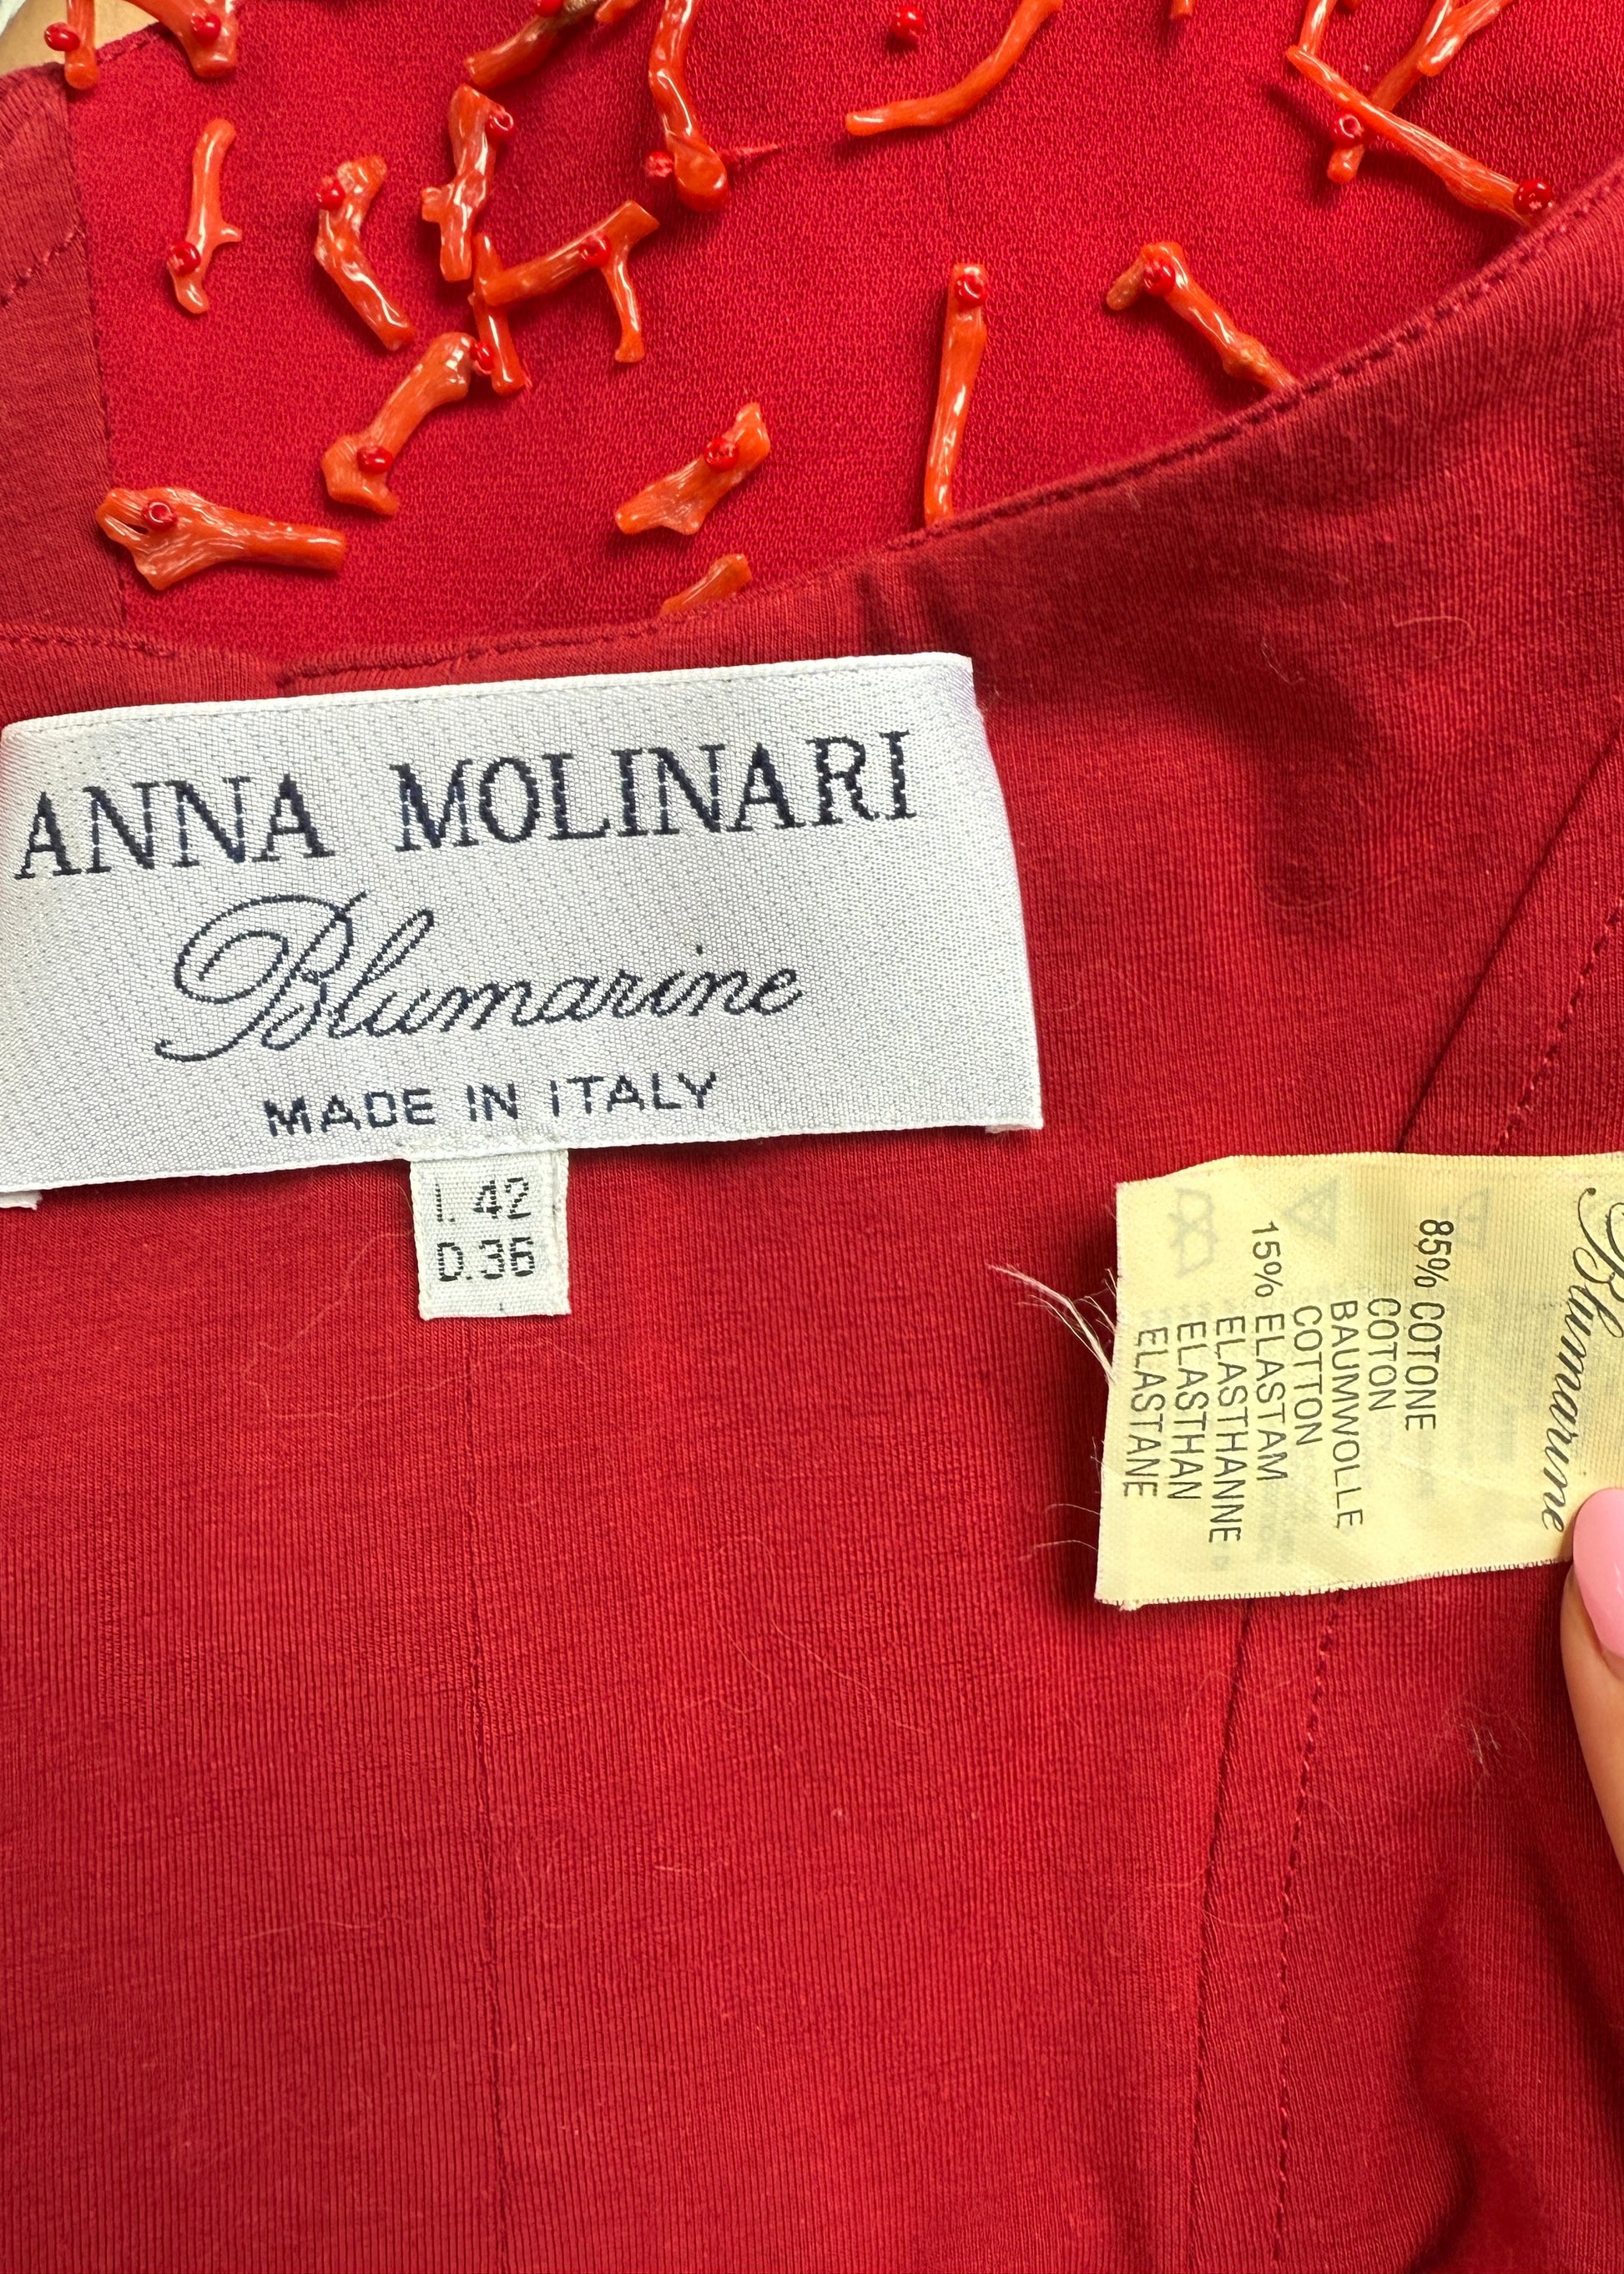 ANNA MOLINARI
Blumarine
MADE IN ITALY
I. 42
D.36
Blumarine
85% COTONE
COTON
BAUMWOLLE
COTTON
15% ELASTAM
ELASTHANNE
ELASTHAN
ELASTANE